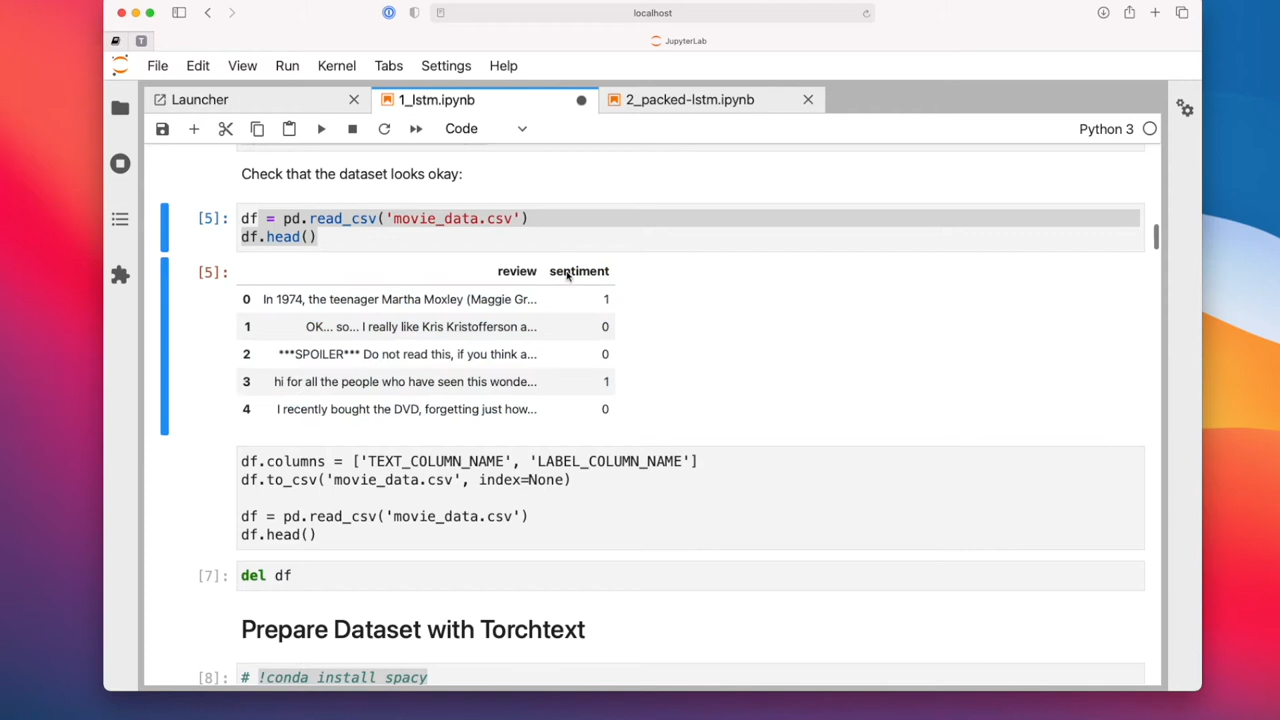 localhost
T
JupyterLab
File Edit View Run Kernel Tabs Settings Help
Launcher
1_lstm.ipynb
2_packed-lstm.ipynb
Code
Python 3
Check that the dataset looks okay:
[5]: df = pd.read_csv('movie_data.csv')
df.head()
[5]: review sentiment
0 In 1974, the teenager Martha Moxley (Maggie Gr... 1
1 OK... so... I really like Kris Kristofferson a... 0
2 ***SPOILER*** Do not read this, if you think a... 0
3 hi for all the people who have seen this wonde... 1
4 I recently bought the DVD, forgetting just how... 0
df.columns = ['TEXT_COLUMN_NAME', 'LABEL_COLUMN_NAME']
df.to_csv('movie_data.csv', index=None)
df = pd.read_csv('movie_data.csv')
df.head()
[7]: del df
Prepare Dataset with Torchtext
[8]: # !conda install spacy